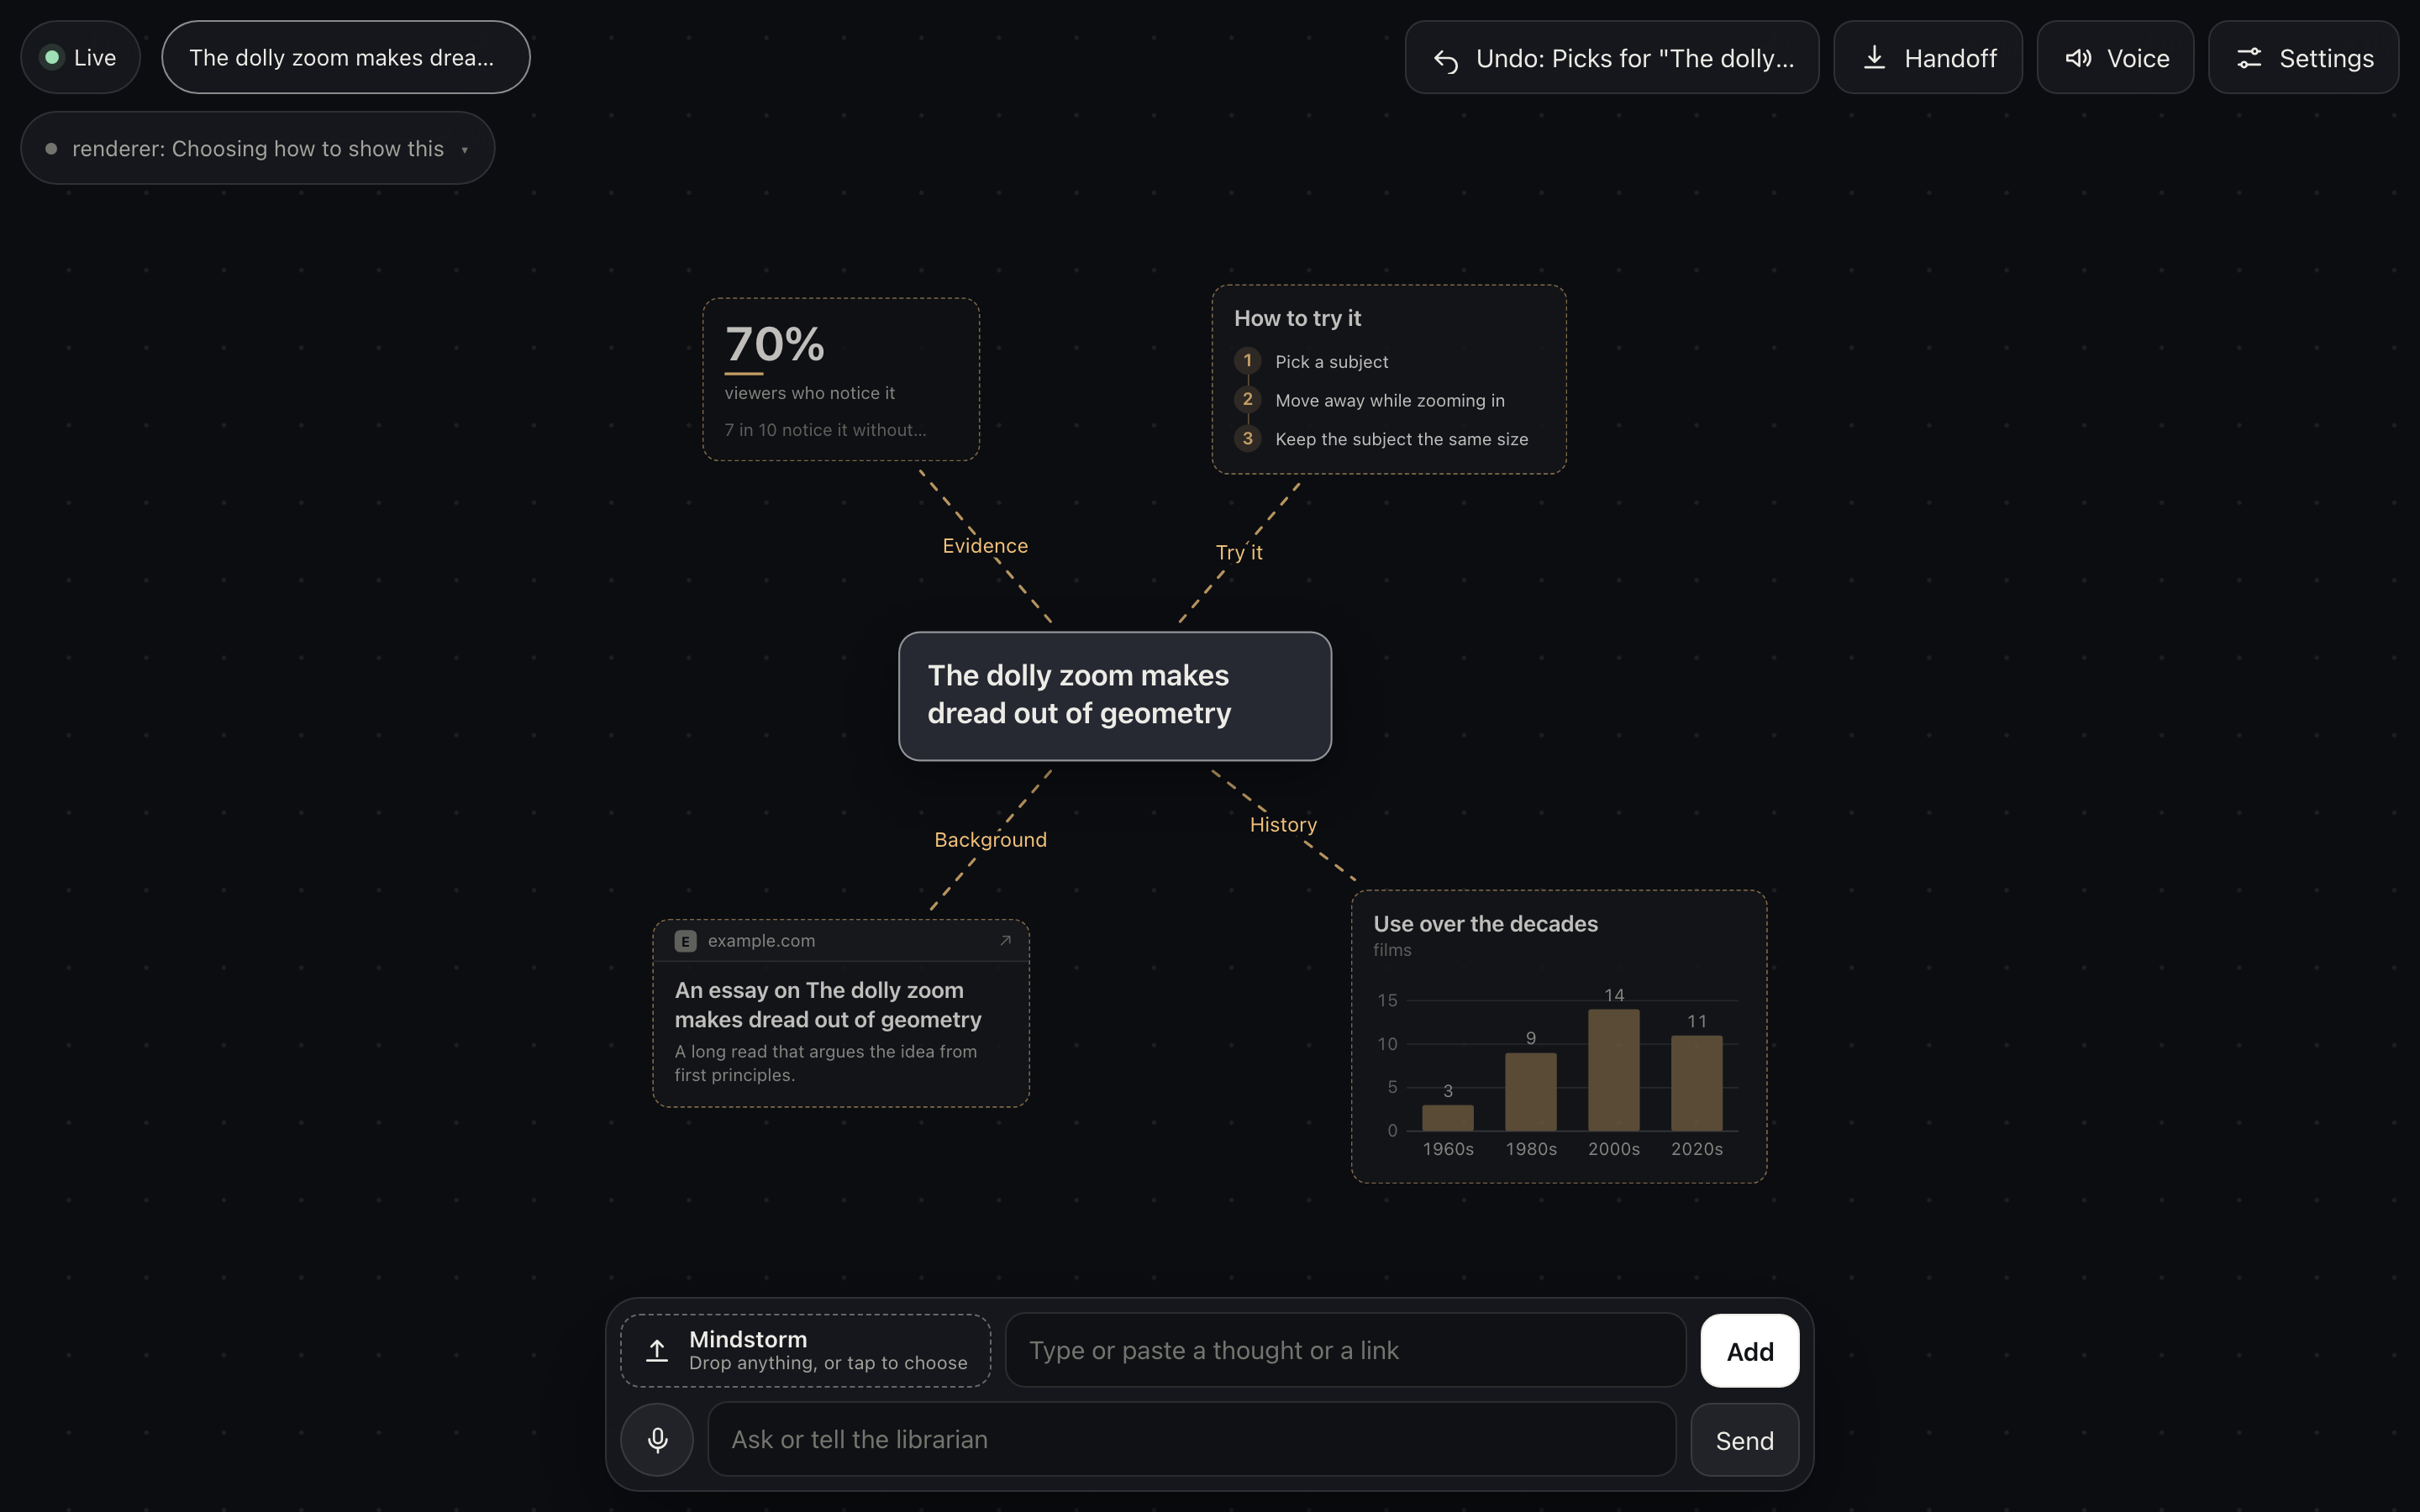 Live
The dolly zoom makes drea...
Undo: Picks for "The dolly...
Handoff
Voice
Settings
renderer: Choosing how to show this
70%
viewers who notice it
7 in 10 notice it without...
How to try it
1 Pick a subject
2 Move away while zooming in
3 Keep the subject the same size
Evidence
Try it
The dolly zoom makes
dread out of geometry
Background
History
E example.com
An essay on The dolly zoom
makes dread out of geometry
A long read that argues the idea from
first principles.
Use over the decades
films
15
10
5
0
3
9
14
11
1960s 1980s 2000s 2020s
Mindstorm
Drop anything, or tap to choose
Type or paste a thought or a link
Add
Ask or tell the librarian
Send